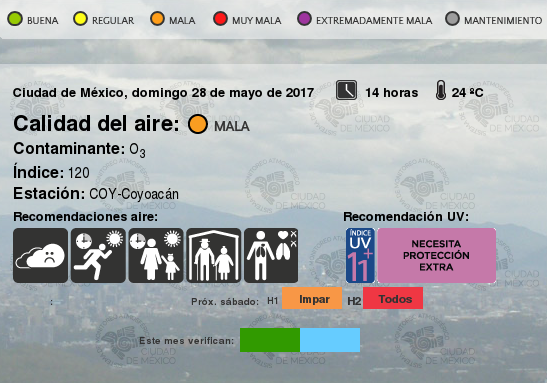 BUENA REGULAR MALA MUY MALA EXTREMADAMENTE MALA MANTENIMIENTO
Ciudad de México, domingo 28 de mayo de 2017 14 horas 24 ºC
Calidad del aire: MALA
Contaminante: O3
Índice: 120
Estación: COY-Coyoacán
Recomendaciones aire: Recomendación UV:
ÍNDICE
UV
11+
NECESITA
PROTECCIÓN
EXTRA
Próx. sábado: H1 Impar H2 Todos
Este mes verifican:
CIUDAD
DE MÉXICO